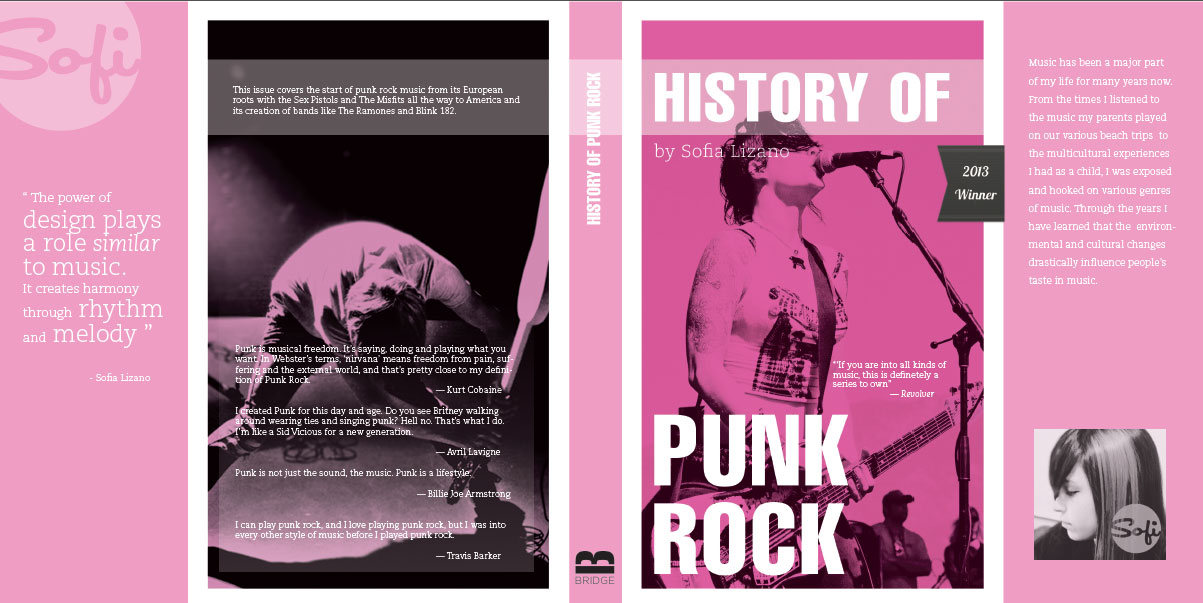 Sofi
“ The power of
design plays
a role similar
to music.
It creates harmony
through rhythm
and melody ”
- Sofia Lizano
This issue covers the start of punk rock music from its European
roots with the Sex Pistols and The Misfits all the way to America and
its creation of bands like The Ramones and Blink 182.
Punk is musical freedom. It's saying, doing and playing what you
want. In Webster's terms, 'nirvana' means freedom from pain, suf-
fering and the external world, and that's pretty close to my defini-
tion of Punk Rock.
— Kurt Cobaine
I created Punk for this day and age. Do you see Britney walking
around wearing ties and singing punk? Hell no. That's what I do.
I'm like a Sid Vicious for a new generation.
— Avril Lavigne
Punk is not just the sound, the music. Punk is a lifestyle.
— Billie Joe Armstrong
I can play punk rock, and I love playing punk rock, but I was into
every other style of music before I played punk rock.
— Travis Barker
HISTORY OF PUNK ROCK
B
BRIDGE
HISTORY OF
by Sofia Lizano
2013
Winner
“If you are into all kinds of
music, this is definetely a
series to own”
— Revolver
PUNK
ROCK
Music has been a major part
of my life for many years now.
From the times I listened to
the music my parents played
on our various beach trips to
the multicultural experiences
I had as a child, I was exposed
and hooked on various genres
of music. Through the years I
have learned that the environ-
mental and cultural changes
drastically influence people's
taste in music.
Sofi